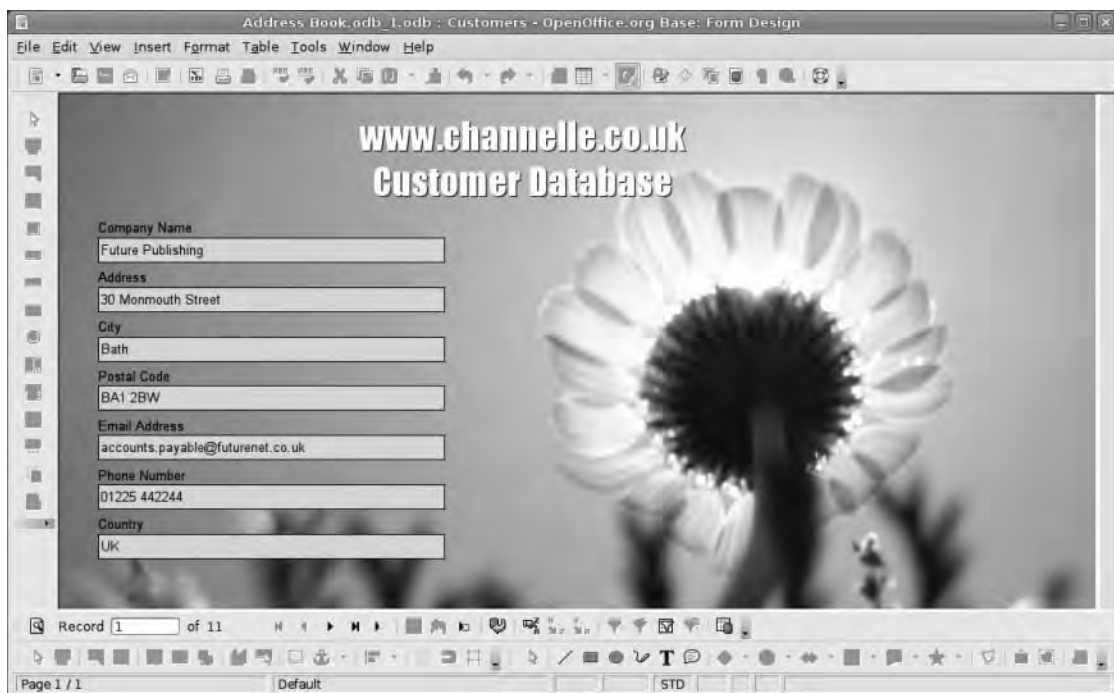 Address Book.odb_1.odb : Customers - OpenOffice.org Base: Form Design
File Edit View Insert Format Table Tools Window Help
www.channelle.co.uk
Customer Database
Company Name
Future Publishing
Address
30 Monmouth Street
City
Bath
Postal Code
BA1 2BW
Email Address
accounts.payable@futurenet.co.uk
Phone Number
01225 442244
Country
UK
Record 1 of 11
Page 1 / 1 Default STD